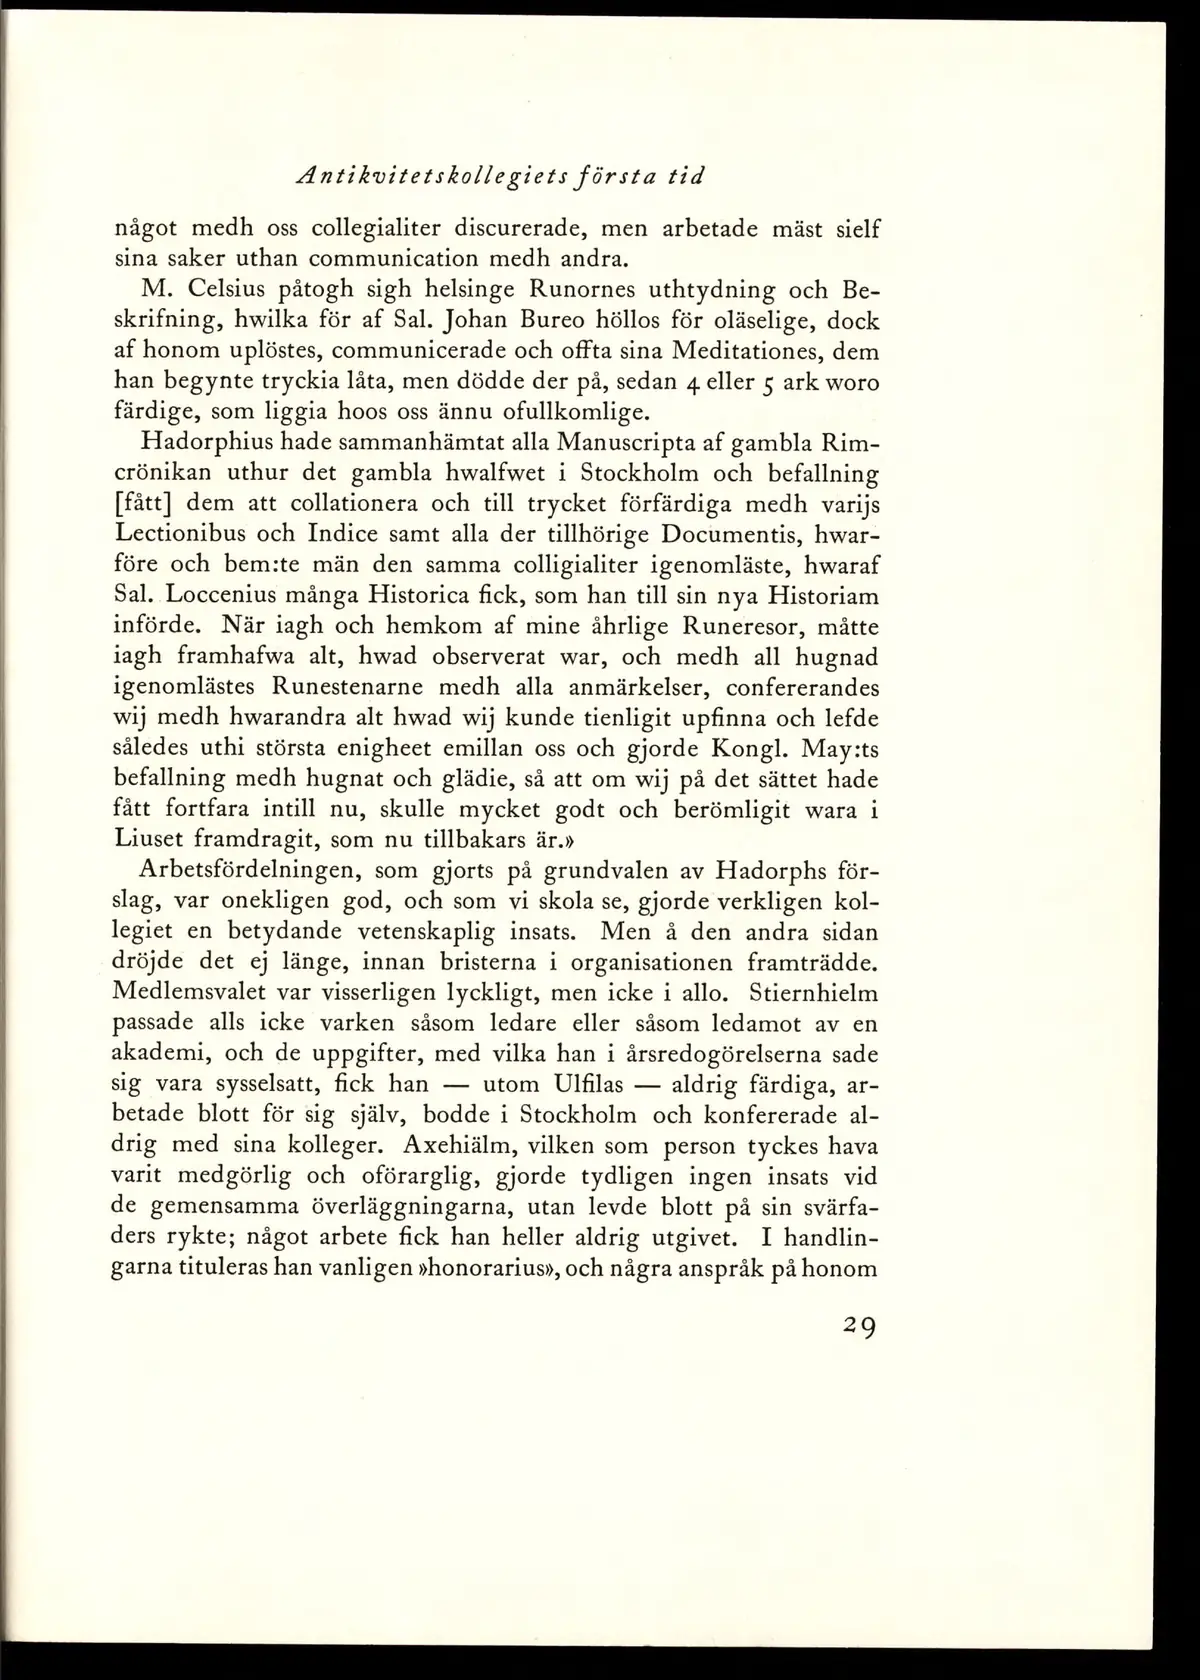 Antikvitetskollegiets första tid
något medh oss collegialiter discurerade, men arbetade mäst sielf
sina saker uthan communication medh andra.
M. Celsius påtogh sigh helsinge Runornes uthtydning och Be-
skrifning, hwilka för af Sal. Johan Bureo höllos för oläselige, dock
af honom uplöstes, communicerade och offta sina Meditationes, dem
han begynte tryckia låta, men dödde der på, sedan 4 eller 5 ark woro
färdige, som liggia hoos oss ännu ofullkomlige.
Hadorphius hade sammanhämtat alla Manuscripta af gambla Rim-
crönikan uthur det gambla hwalfwet i Stockholm och befallning
[fått] dem att collationera och till trycket förfärdiga medh varijs
Lectionibus och Indice samt alla der tillhörige Documentis, hwar-
före och bem:te män den samma colligialiter igenomläste, hwaraf
Sal. Loccenius många Historica fick, som han till sin nya Historiam
införde. När iagh och hemkom af mine åhrlige Runeresor, måtte
iagh framhafwa alt, hwad observerat war, och medh all hugnad
igenomlästes Runestenarne medh alla anmärkelser, confererandes
wij medh hwarandra alt hwad wij kunde tienligit upfinna och lefde
således uthi största enigheet emillan oss och gjorde Kongl. May:ts
befallning medh hugnat och glädie, så att om wij på det sättet hade
fått fortfara intill nu, skulle mycket godt och berömligit wara i
Liuset framdragit, som nu tillbakars är.»
Arbetsfördelningen, som gjorts på grundvalen av Hadorphs för-
slag, var onekligen god, och som vi skola se, gjorde verkligen kol-
legiet en betydande vetenskaplig insats. Men å den andra sidan
dröjde det ej länge, innan bristerna i organisationen framträdde.
Medlemsvalet var visserligen lyckligt, men icke i allo. Stiernhielm
passade alls icke varken såsom ledare eller såsom ledamot av en
akademi, och de uppgifter, med vilka han i årsredogörelserna sade
sig vara sysselsatt, fick han — utom Ulfilas — aldrig färdiga, ar-
betade blott för sig själv, bodde i Stockholm och konfererade al-
drig med sina kolleger. Axehiälm, vilken som person tyckes hava
varit medgörlig och oförarglig, gjorde tydligen ingen insats vid
de gemensamma överläggningarna, utan levde blott på sin svärfa-
ders rykte; något arbete fick han heller aldrig utgivet. I handlin-
garna tituleras han vanligen »honorarius», och några anspråk på honom
29